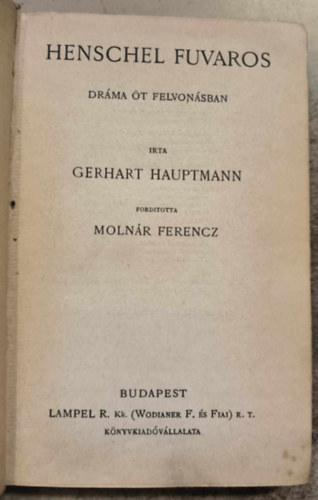 HENSCHEL FUVAROS
DRÁMA ÖT FELVONÁSBAN
IRTA
GERHART HAUPTMANN
FORDITOTTA
MOLNÁR FERENCZ
BUDAPEST
LAMPEL R. KK. (WODIANER F. ÉS FIAI) R. T.
KÖNYVKIADÓVÁLLALATA